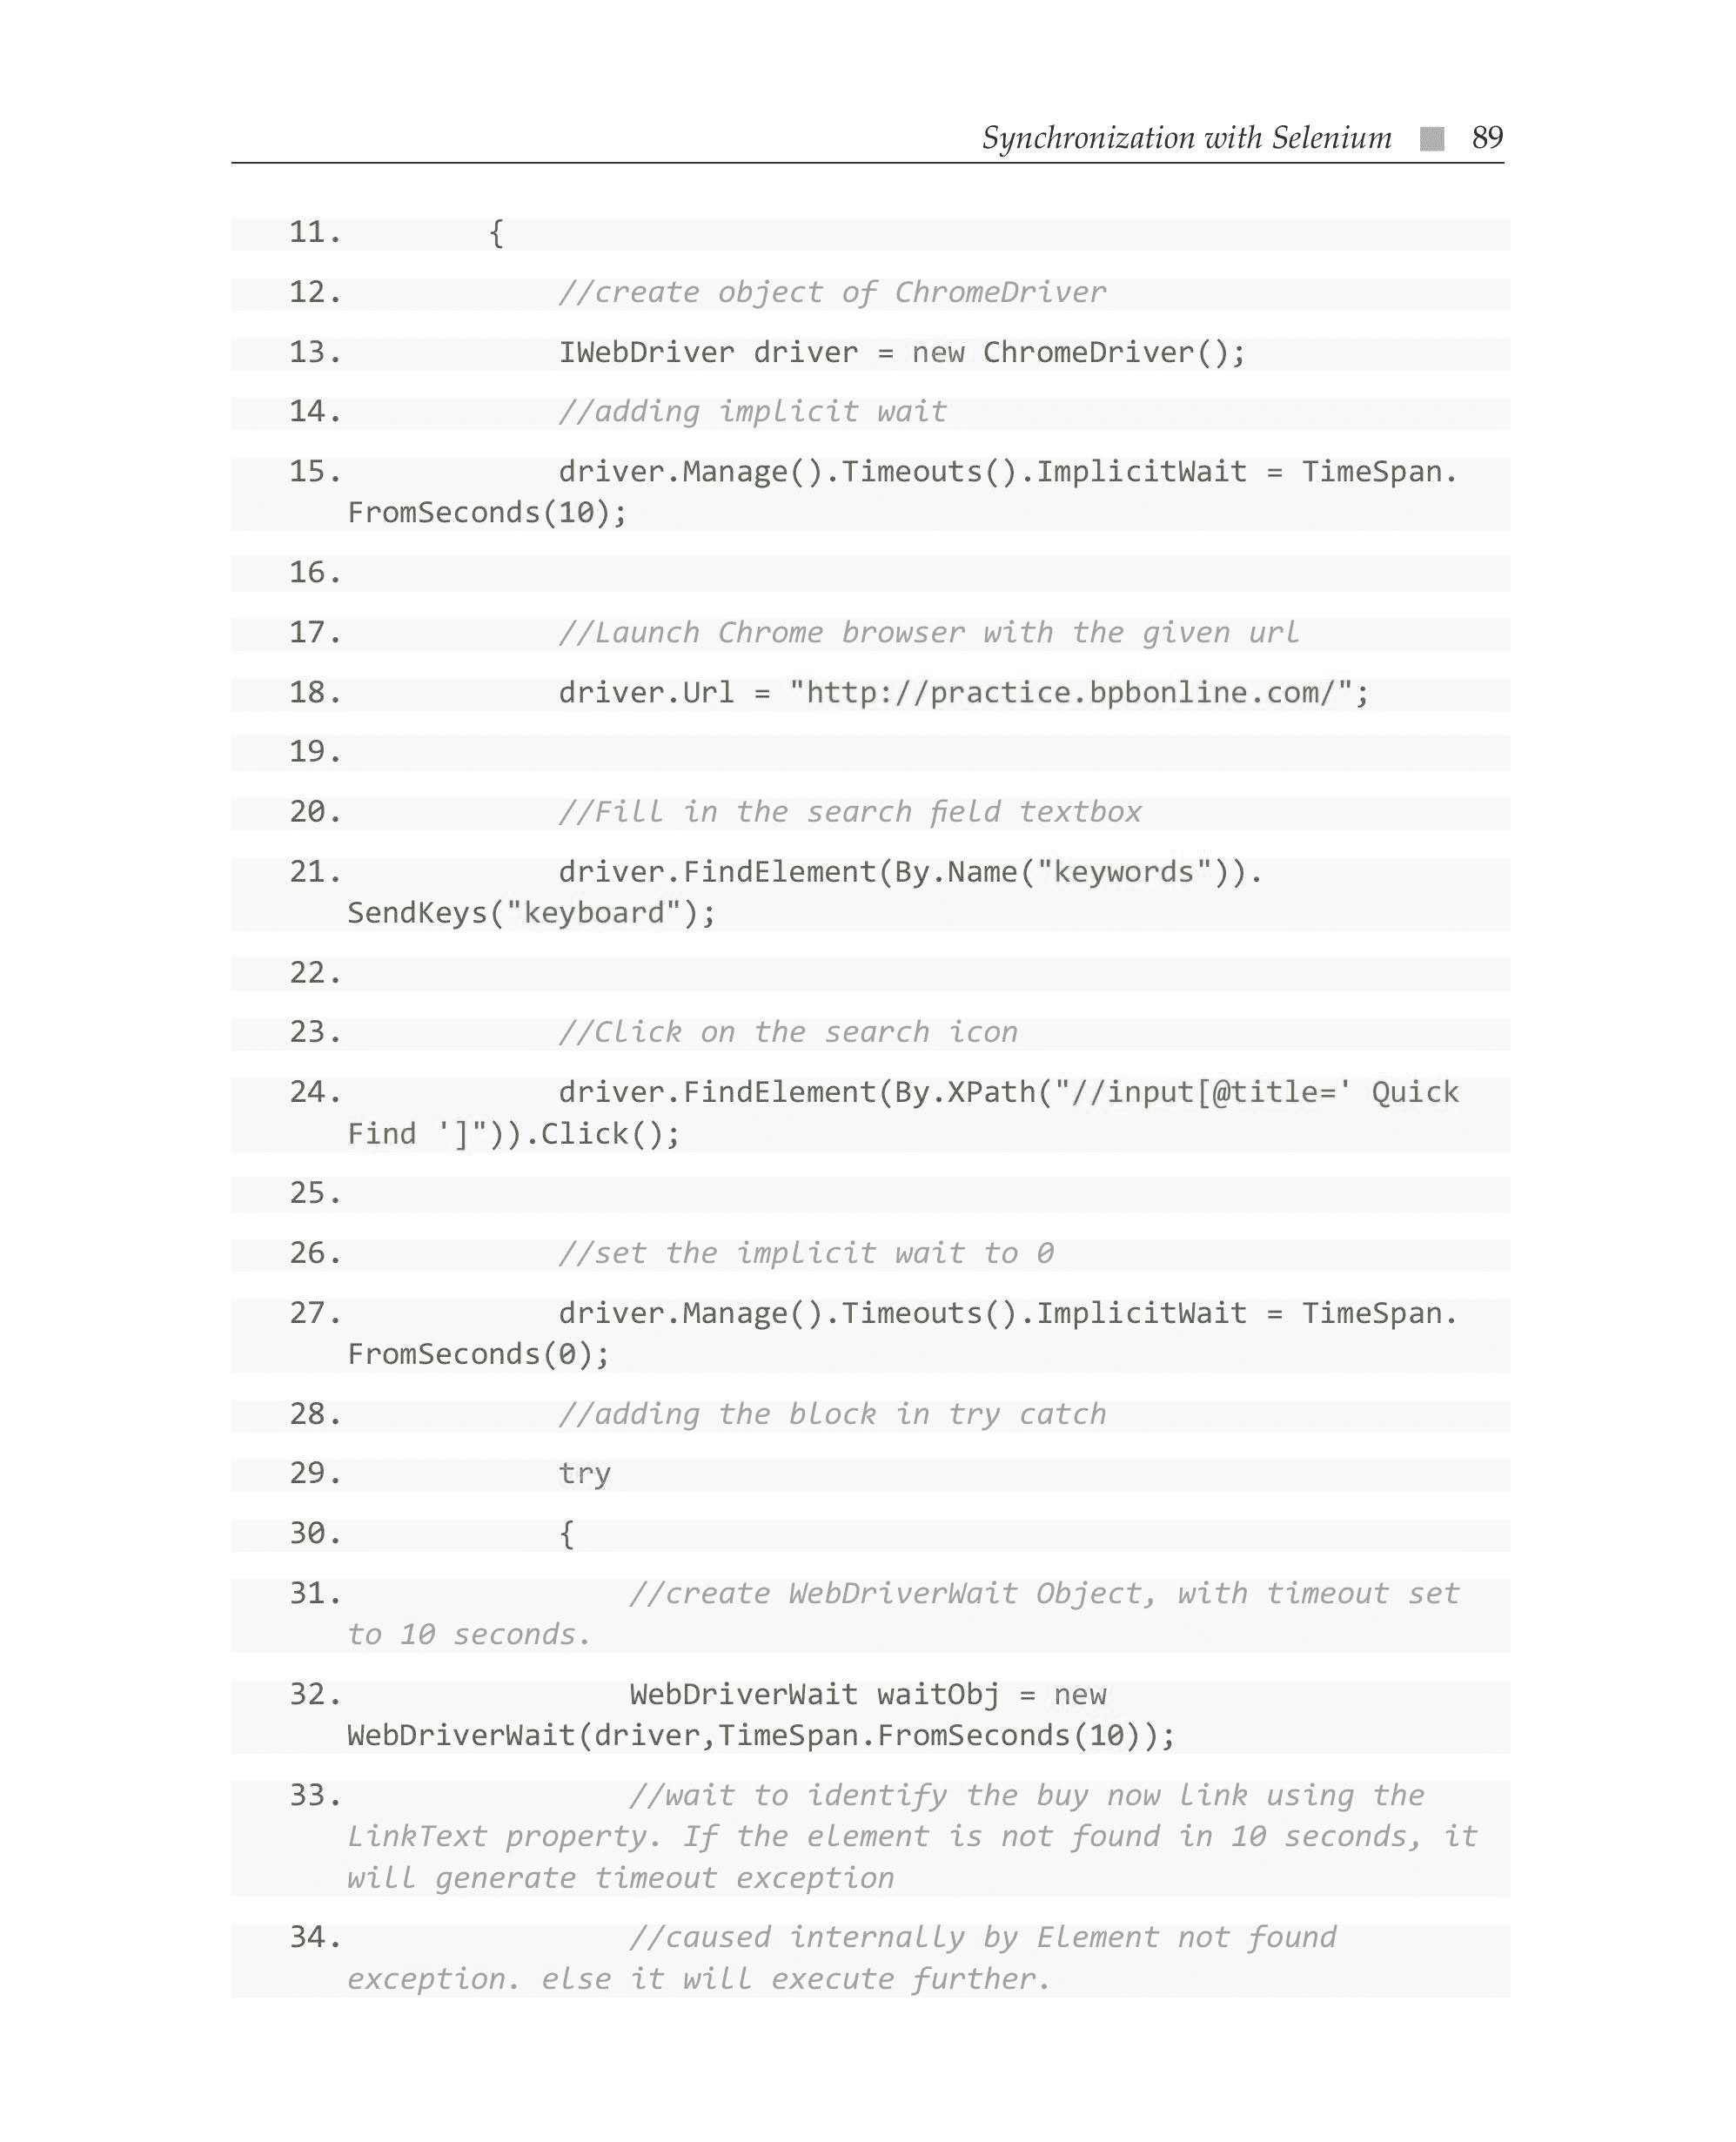 Synchronization with Selenium 89
11. {
12. //create object of ChromeDriver
13. IWebDriver driver = new ChromeDriver();
14. //adding implicit wait
15. driver.Manage().Timeouts().ImplicitWait = TimeSpan.
FromSeconds(10);
16.
17. //Launch Chrome browser with the given url
18. driver.Url = "http://practice.bpbonline.com/";
19.
20. //Fill in the search field textbox
21. driver.FindElement(By.Name("keywords")).
SendKeys("keyboard");
22.
23. //Click on the search icon
24. driver.FindElement(By.XPath("//input[@title=' Quick
Find ']")).Click();
25.
26. //set the implicit wait to 0
27. driver.Manage().Timeouts().ImplicitWait = TimeSpan.
FromSeconds(0);
28. //adding the block in try catch
29. try
30. {
31. //create WebDriverWait Object, with timeout set
to 10 seconds.
32. WebDriverWait waitObj = new
WebDriverWait(driver,TimeSpan.FromSeconds(10));
33. //wait to identify the buy now link using the
LinkText property. If the element is not found in 10 seconds, it
will generate timeout exception
34. //caused internally by Element not found
exception. else it will execute further.